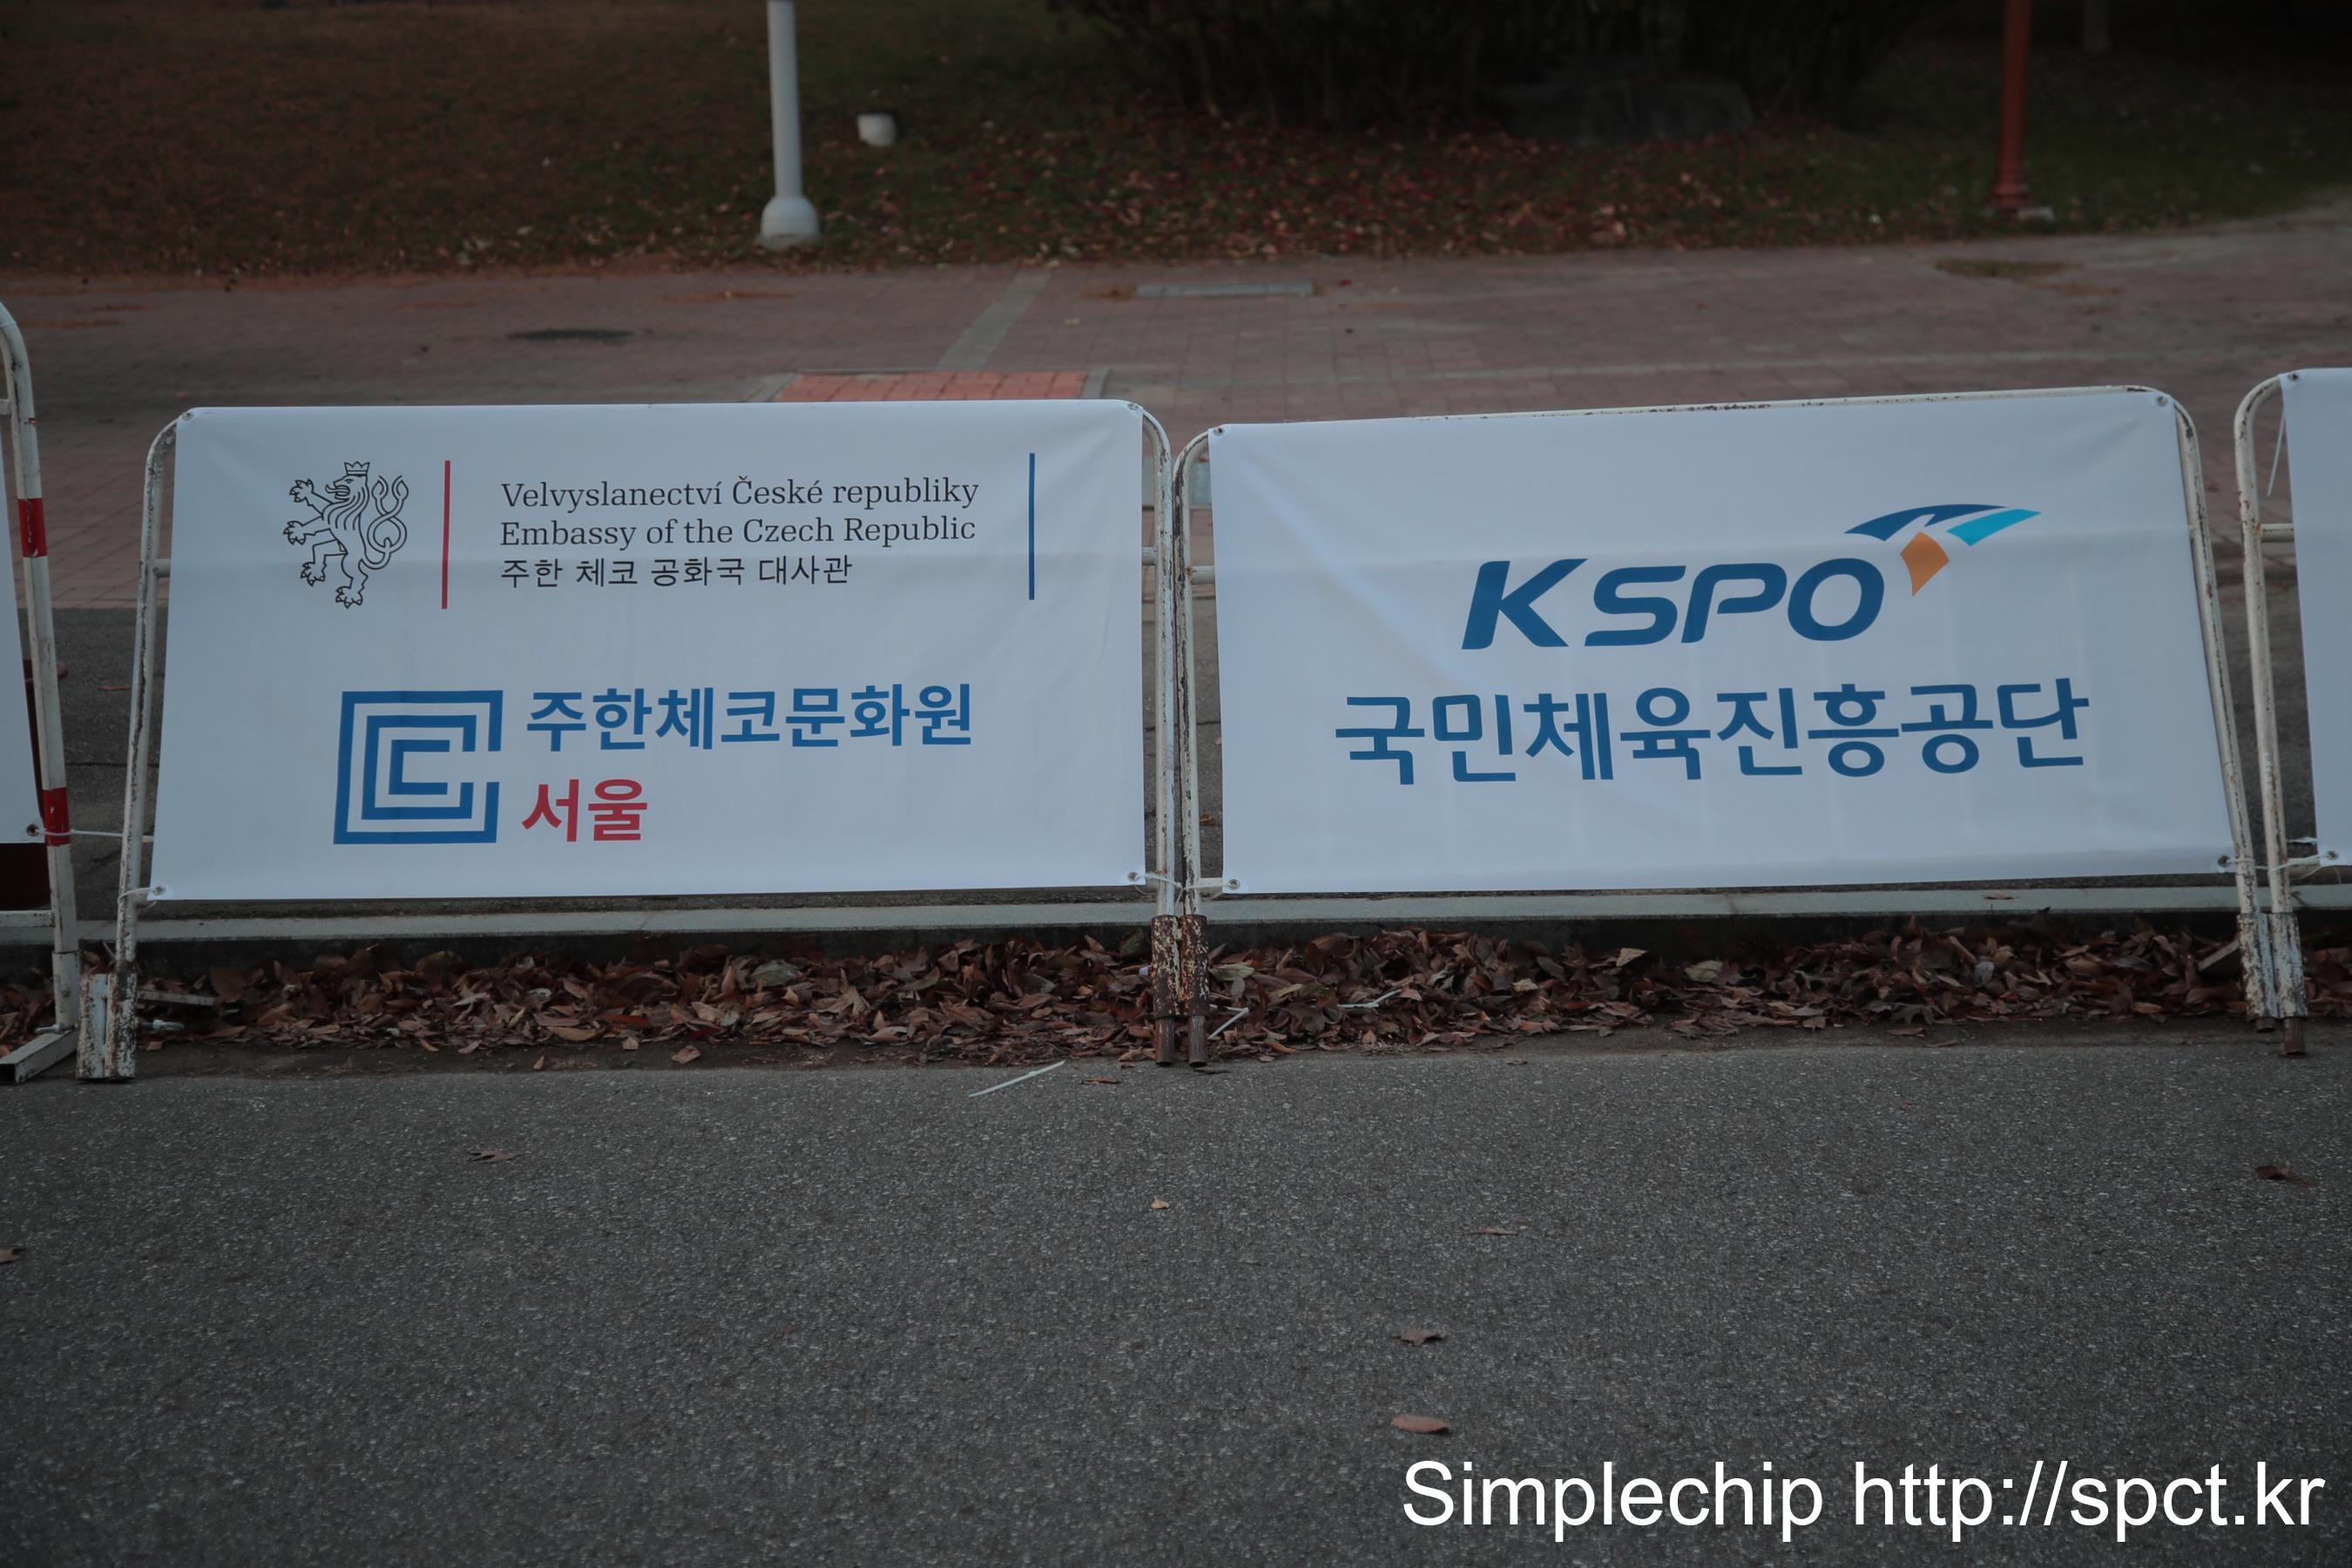 Velvyslanectví České republiky
Embassy of the Czech Republic
주한 체코 공화국 대사관
주한체코문화원
서울
KSPO
국민체육진흥공단
Simplechip http://spct.kr